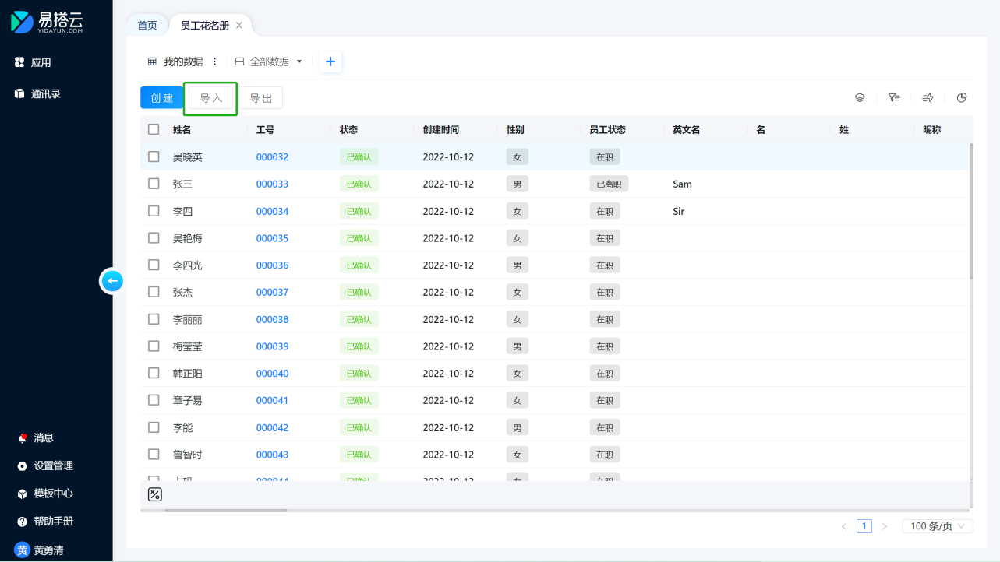 易搭云
YIDAYUN.COM
应用
通讯录
消息
设置管理
模板中心
帮助手册
黄 黄勇清
首页 员工花名册
我的数据 全部数据
创建 导入 导出
姓名 工号 状态 创建时间 性别 员工状态 英文名 名 姓 昵称
吴晓英 000032 已确认 2022-10-12 女 在职
张三 000033 已确认 2022-10-12 男 已离职 Sam
李四 000034 已确认 2022-10-12 女 在职 Sir
吴艳梅 000035 已确认 2022-10-12 女 在职
李四光 000036 已确认 2022-10-12 男 在职
张杰 000037 已确认 2022-10-12 女 在职
李丽丽 000038 已确认 2022-10-12 女 在职
梅莹莹 000039 已确认 2022-10-12 男 在职
韩正阳 000040 已确认 2022-10-12 女 在职
章子易 000041 已确认 2022-10-12 女 在职
李能 000042 已确认 2022-10-12 男 在职
鲁智时 000043 已确认 2022-10-12 女 在职
000044 已确认 2022-10-12 女 在职
1 100 条/页